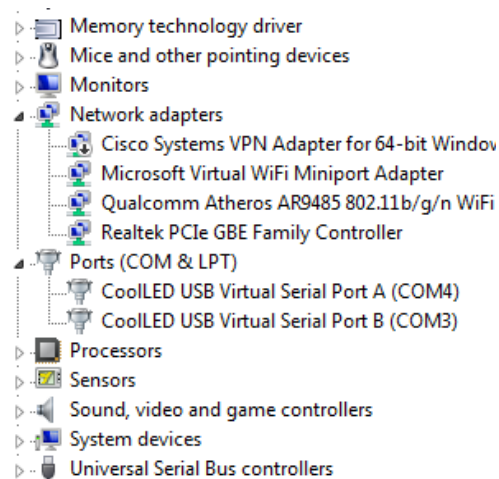 Memory technology driver
Mice and other pointing devices
Monitors
Network adapters
Cisco Systems VPN Adapter for 64-bit Window
Microsoft Virtual WiFi Miniport Adapter
Qualcomm Atheros AR9485 802.11b/g/n WiFi
Realtek PCIe GBE Family Controller
Ports (COM & LPT)
CoolLED USB Virtual Serial Port A (COM4)
CoolLED USB Virtual Serial Port B (COM3)
Processors
Sensors
Sound, video and game controllers
System devices
Universal Serial Bus controllers